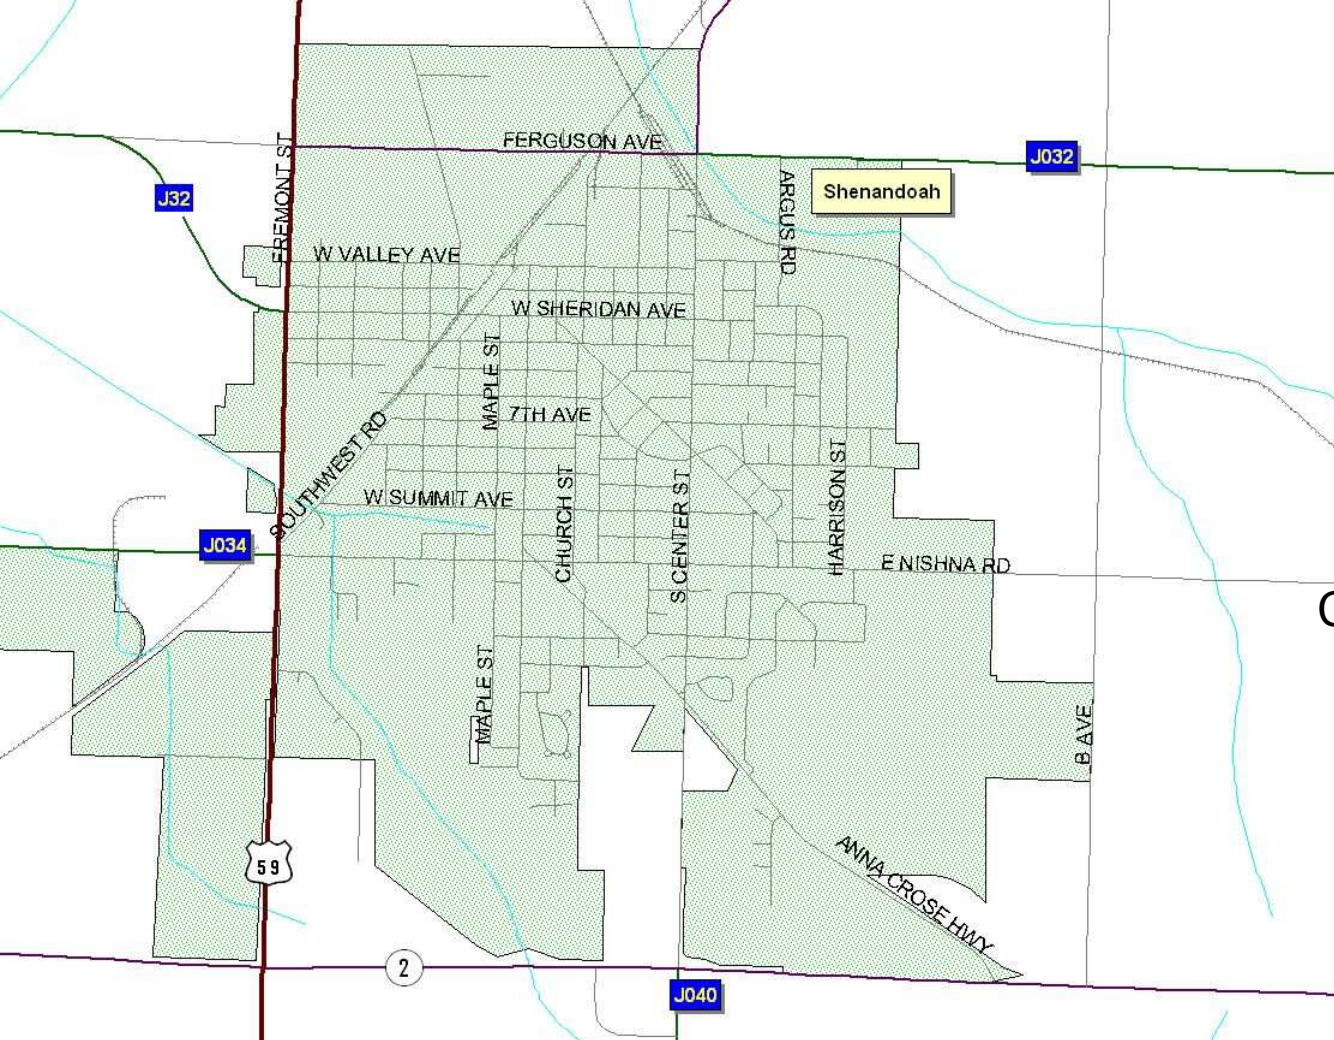 FERGUSON AVE
J032
FREMONT ST
J32
ARGUS RD
Shenandoah
W VALLEY AVE
W SHERIDAN AVE
MAPLE ST
7TH AVE
SOUTHWEST RD
W SUMMIT AVE
CHURCH ST
S CENTER ST
HARRISON ST
J034
E NISHNA RD
MAPLE ST
B AVE
59
ANNA CROSE HWY
2
J040